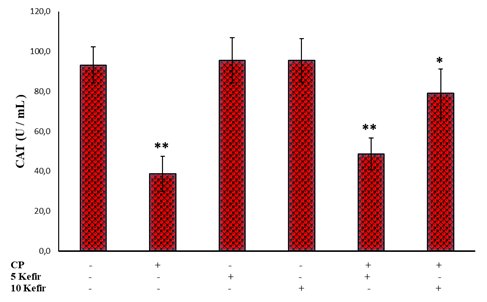 120,0
100,0
80,0
60,0
40,0
20,0
0,0
CAT (U / mL)
**
**
*
CP - + - - + +
5 Kefir - - + - + -
10 Kefir - - - + - +